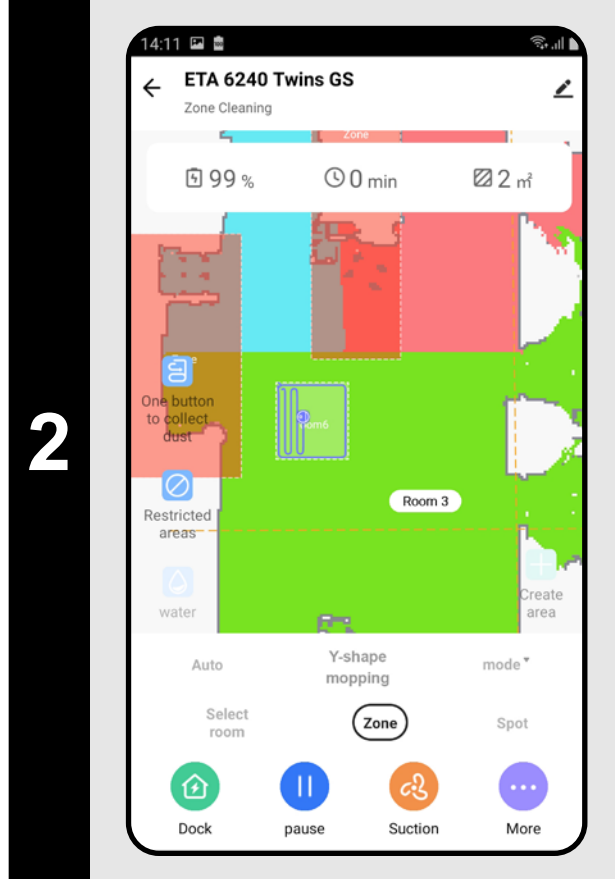 14:11
ETA 6240 Twins GS
Zone Cleaning
Zone
99 %
0 min
2 m²
One button
to collect
dust
2
Room 3
Restricted
areas
water
Create
area
Auto
Y-shape
mopping
mode
Select
room
Zone
Spot
Dock
pause
Suction
More